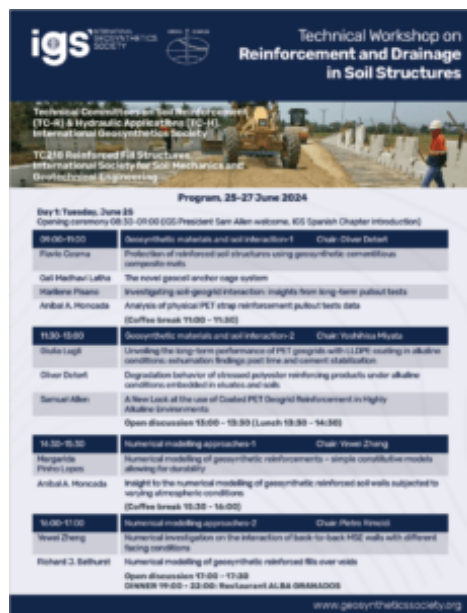 igs INTERNATIONAL
GEOSYNTHETICS
SOCIETY
Technical Workshop on
Reinforcement and Drainage
in Soil Structures
Technical Committees on Soil Reinforcement
(TC-R) & Hydraulic Applications (TC-H),
International Geosynthetics Society
TC218 Reinforced Fill Structures
International Society for Soil Mechanics and
Geotechnical Engineering
Program, 25-27 June 2024
Day 1: Tuesday, June 25
Opening ceremony 08:30-09:00 (IGS President Sam Allen welcome, IGS Spanish Chapter introduction)
09:00-11:00 Geosynthetic materials and soil interaction-1 Chair: Oliver Detert
Flavia Cosma Protection of reinforced soil structures using geosynthetic cementitious
composite mats
Gali Madhavi Latha The novel geocell anchor cage system
Marilene Pisano Investigating soil-geogrid interaction: insights from long-term pullout tests
Anibal A. Moncada Analysis of physical PET strap reinforcement pullout tests data
(Coffee break 11:00 - 11:30)
11:30-13:00 Geosynthetic materials and soil interaction-2 Chair: Yoshihisa Miyata
Giulia Lugli Unveiling the long-term performance of PET geogrids with LLDPE coating in alkaline
conditions: exhumation findings past lime and cement stabilization
Oliver Detert Degradation behavior of stressed polyester reinforcing products under alkaline
conditions embedded in eluates and soils
Samuel Allen A New Look at the use of Coated PET Geogrid Reinforcement in Highly
Alkaline Environments
Open discussion 13:00 - 13:30 (Lunch 13:30 - 14:30)
14:30-15:30 Numerical modelling approaches-1 Chair: Yewei Zheng
Margarida
Pinho Lopes Numerical modelling of geosynthetic reinforcements – simple constitutive models
allowing for durability
Anibal A. Moncada Insight to the numerical modelling of geosynthetic reinforced soil walls subjected to
varying atmospheric conditions
(Coffee break 15:30 - 16:00)
16:00-17:00 Numerical modelling approaches-2 Chair: Pietro Rimoldi
Yewei Zheng Numerical investigation on the interaction of back-to-back MSE walls with different
facing conditions
Richard J. Bathurst Numerical modelling of geosynthetic reinforced fills over voids
Open discussion 17:00 - 17:30
DINNER 19:00 - 22:00: Restaurant ALBA GRANADOS
www.geosyntheticssociety.org